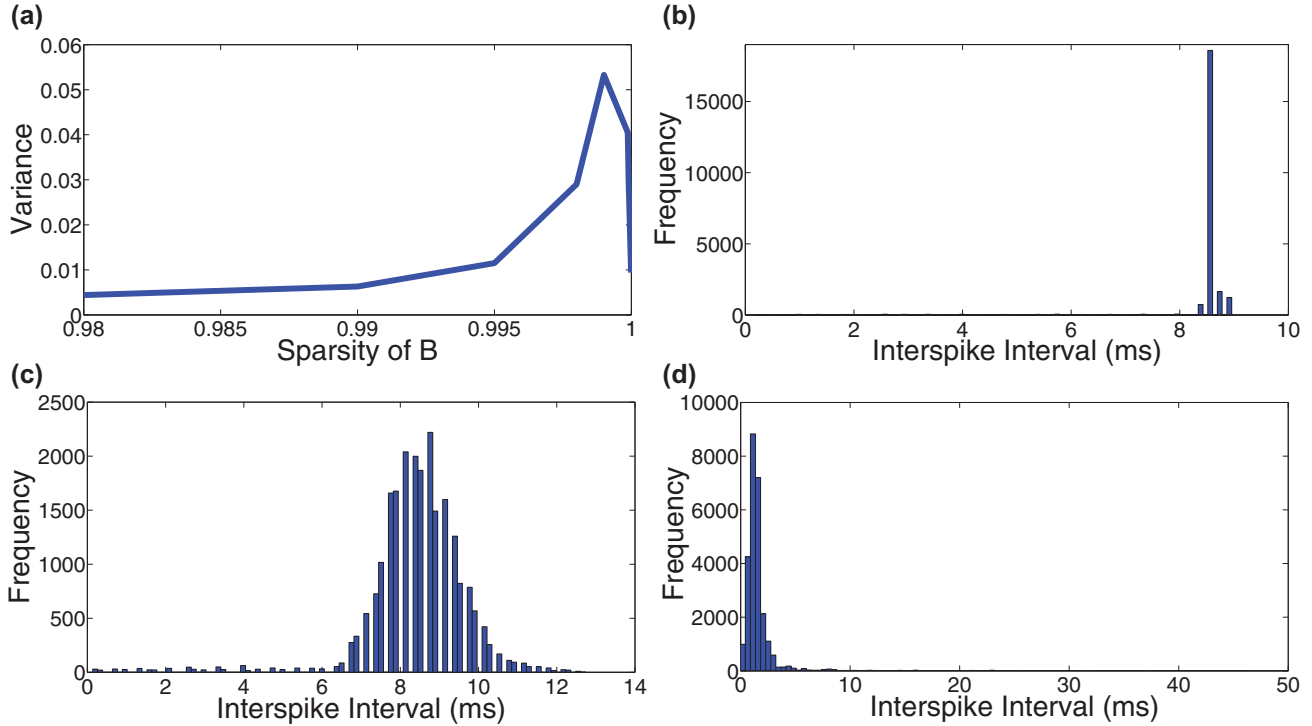 (a)
0.06
0.05
0.04
0.03
0.02
0.01
0
Variance
0.98 0.985 0.99 0.995 1
Sparsity of B
(b)
15000
10000
5000
0
Frequency
0 2 4 6 8 10
Interspike Interval (ms)
(c)
2500
2000
1500
1000
500
0
Frequency
0 2 4 6 8 10 12 14
Interspike Interval (ms)
(d)
10000
8000
6000
4000
2000
0
Frequency
0 10 20 30 40 50
Interspike Interval (ms)